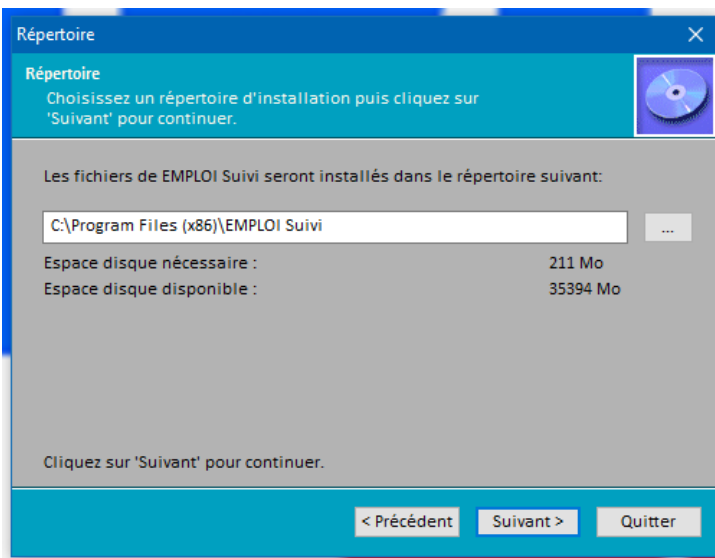 Répertoire
Répertoire
Choisissez un répertoire d'installation puis cliquez sur
'Suivant' pour continuer.
Les fichiers de EMPLOI Suivi seront installés dans le répertoire suivant:
C:\Program Files (x86)\EMPLOI Suivi
...
Espace disque nécessaire : 211 Mo
Espace disque disponible : 35394 Mo
Cliquez sur 'Suivant' pour continuer.
< Précédent Suivant > Quitter